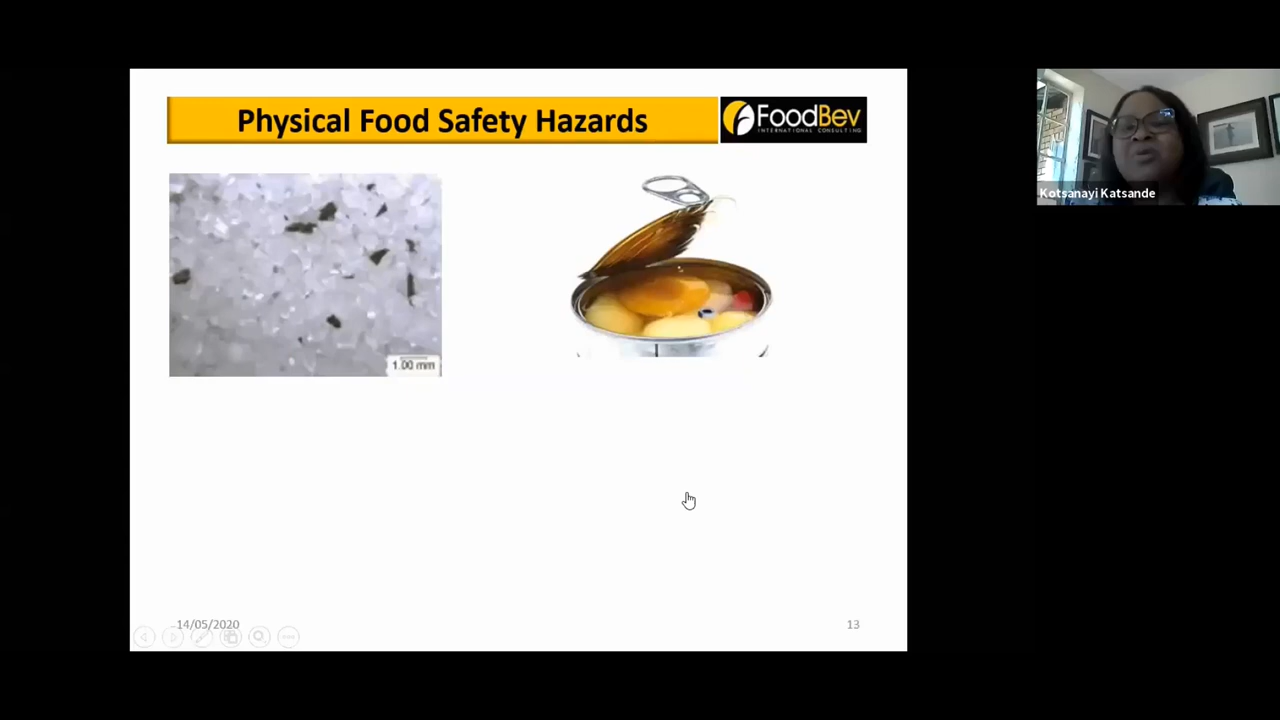 Physical Food Safety Hazards
FoodBev
INTERNATIONAL CONSULTING
Kotsanayi Katsande
1.00 mm
14/05/2020
13